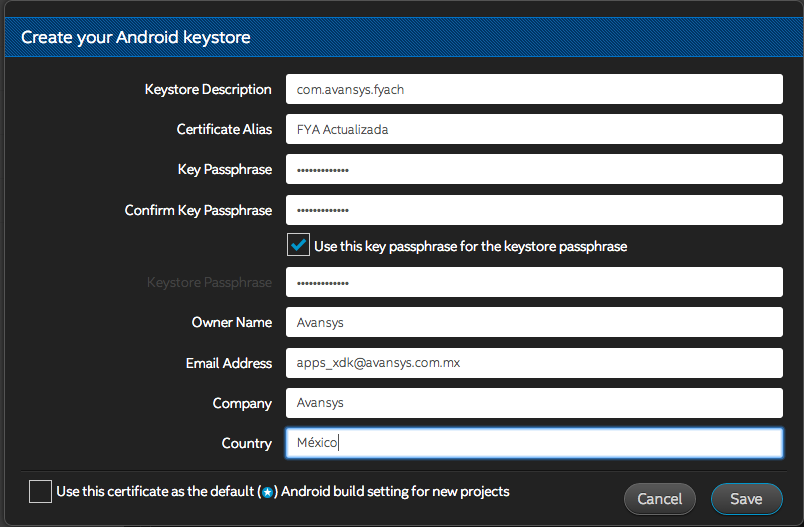 Create your Android keystore
Keystore Description com.avansys.fyach
Certificate Alias FYA Actualizada
Key Passphrase •••••••••••••
Confirm Key Passphrase •••••••••••••
Use this key passphrase for the keystore passphrase
Keystore Passphrase •••••••••••••
Owner Name Avansys
Email Address apps_xdk@avansys.com.mx
Company Avansys
Country México
Use this certificate as the default (★) Android build setting for new projects
Cancel Save